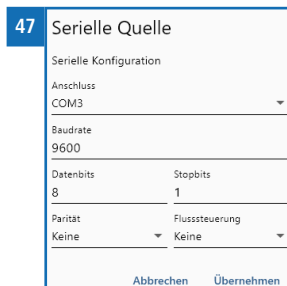 47
Serielle Quelle
Serielle Konfiguration
Anschluss
COM3
Baudrate
9600
Datenbits Stopbits
8 1
Parität Flusssteuerung
Keine Keine
Abbrechen Übernehmen